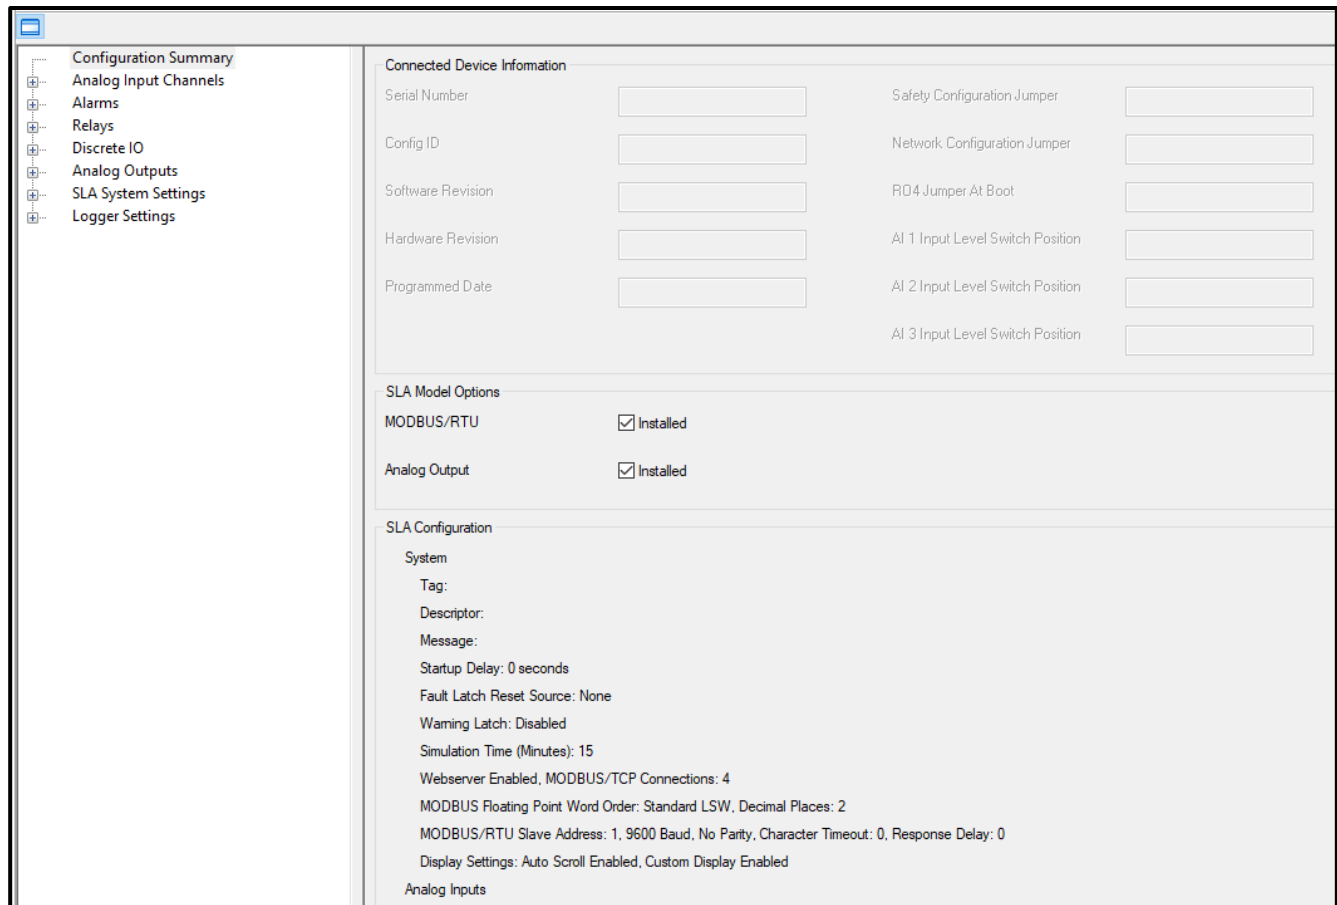 Configuration Summary
Analog Input Channels
Alarms
Relays
Discrete IO
Analog Outputs
SLA System Settings
Logger Settings
Connected Device Information
Serial Number
Safety Configuration Jumper
Config ID
Network Configuration Jumper
Software Revision
RO4 Jumper At Boot
Hardware Revision
AI 1 Input Level Switch Position
Programmed Date
AI 2 Input Level Switch Position
AI 3 Input Level Switch Position
SLA Model Options
MODBUS/RTU
Installed
Analog Output
Installed
SLA Configuration
System
Tag:
Descriptor:
Message:
Startup Delay: 0 seconds
Fault Latch Reset Source: None
Warning Latch: Disabled
Simulation Time (Minutes): 15
Webserver Enabled, MODBUS/TCP Connections: 4
MODBUS Floating Point Word Order: Standard LSW, Decimal Places: 2
MODBUS/RTU Slave Address: 1, 9600 Baud, No Parity, Character Timeout: 0, Response Delay: 0
Display Settings: Auto Scroll Enabled, Custom Display Enabled
Analog Inputs